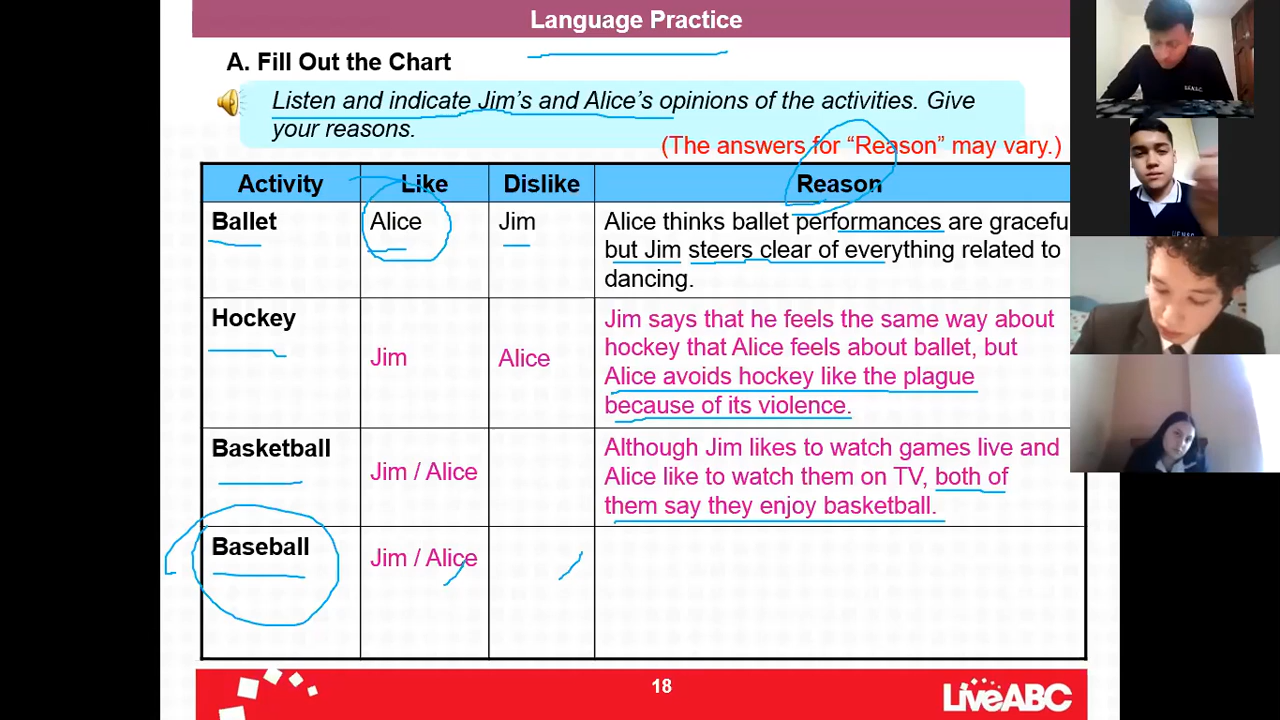 Language Practice
A. Fill Out the Chart
Listen and indicate Jim's and Alice's opinions of the activities. Give
your reasons.
(The answers for “Reason” may vary.)
Activity Like Dislike Reason
Ballet Alice Jim Alice thinks ballet performances are gracefu
but Jim steers clear of everything related to
dancing.
Hockey Jim Alice Jim says that he feels the same way about
hockey that Alice feels about ballet, but
Alice avoids hockey like the plague
because of its violence.
Basketball Jim / Alice Although Jim likes to watch games live and
Alice like to watch them on TV, both of
them say they enjoy basketball.
Baseball Jim / Alice
18
LiveABC